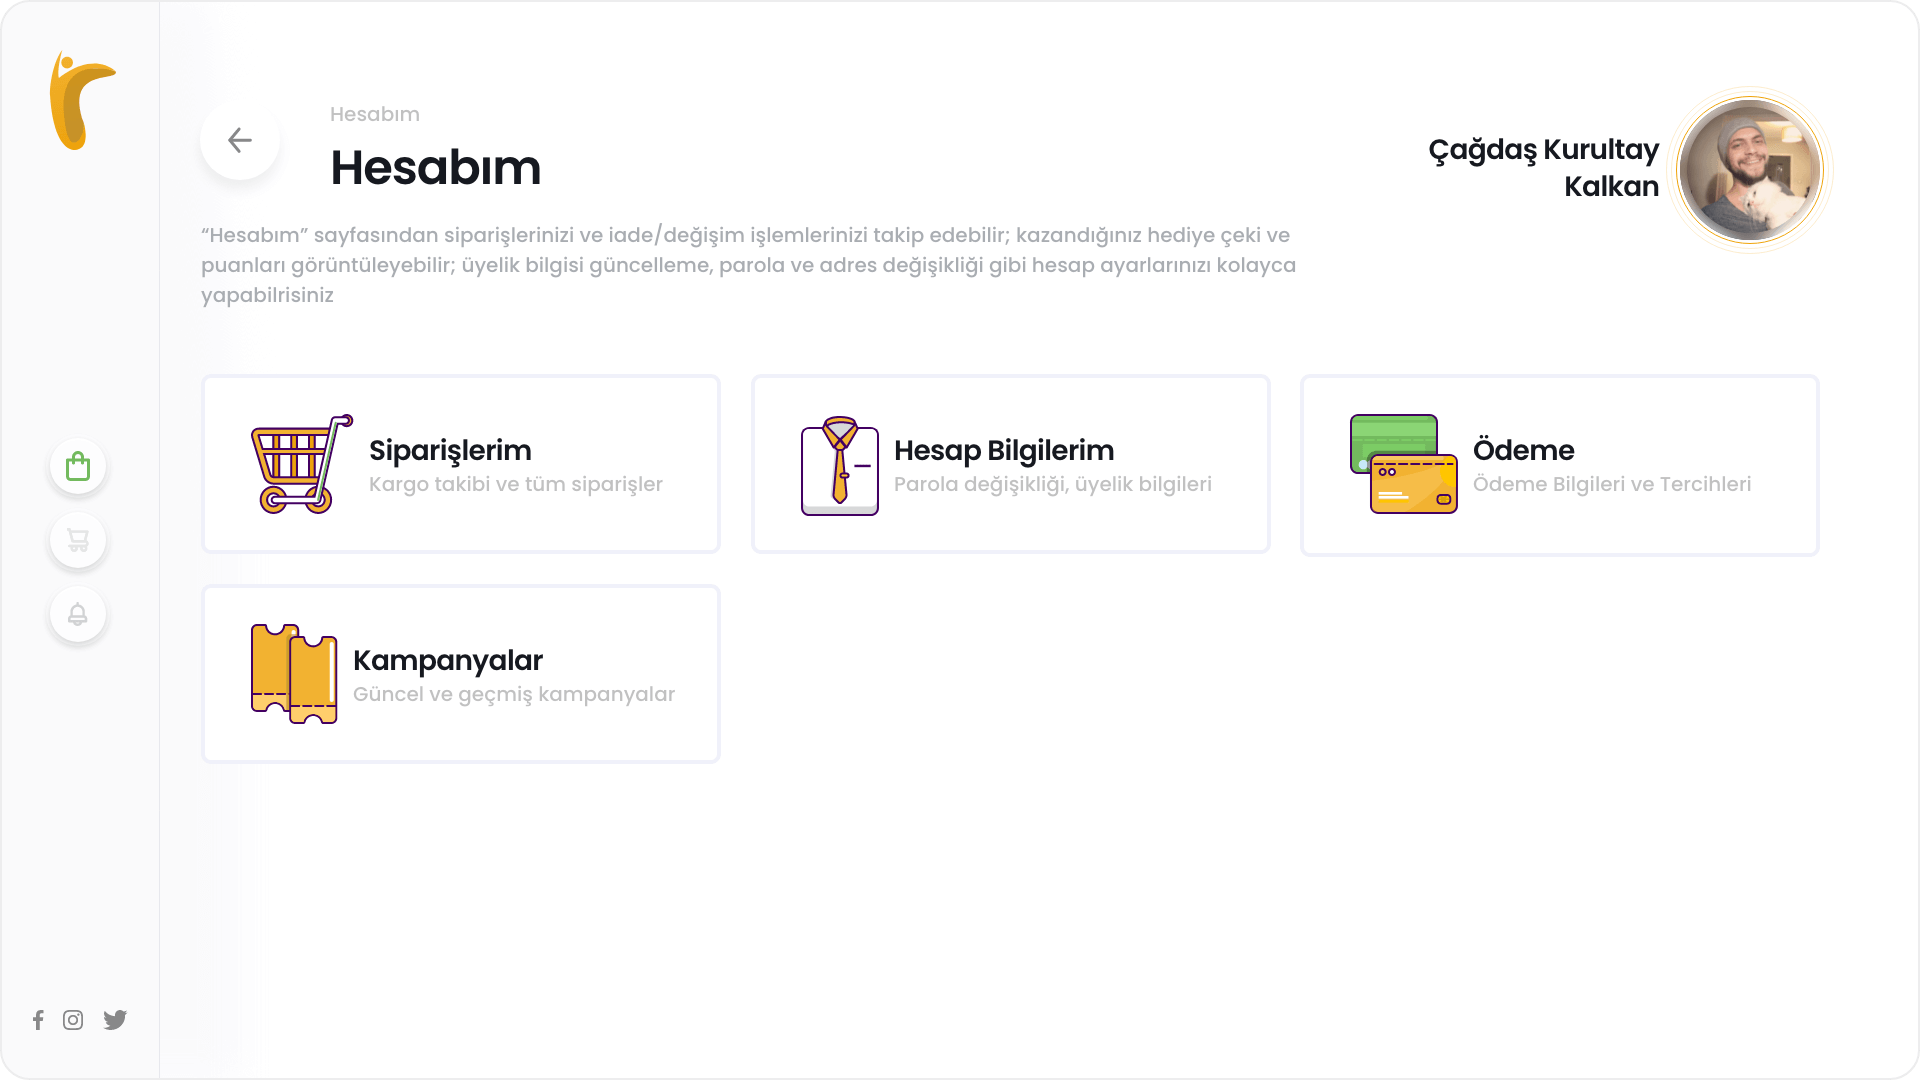 Hesabım
Hesabım
Çağdaş Kurultay
Kalkan
“Hesabım” sayfasından siparişlerinizi ve iade/değişim işlemlerinizi takip edebilir; kazandığınız hediye çeki ve
puanları görüntüleyebilir; üyelik bilgisi güncelleme, parola ve adres değişikliği gibi hesap ayarlarınızı kolayca
yapabilrisiniz
Siparişlerim
Kargo takibi ve tüm siparişler
Hesap Bilgilerim
Parola değişikliği, üyelik bilgileri
Ödeme
Ödeme Bilgileri ve Tercihleri
Kampanyalar
Güncel ve geçmiş kampanyalar